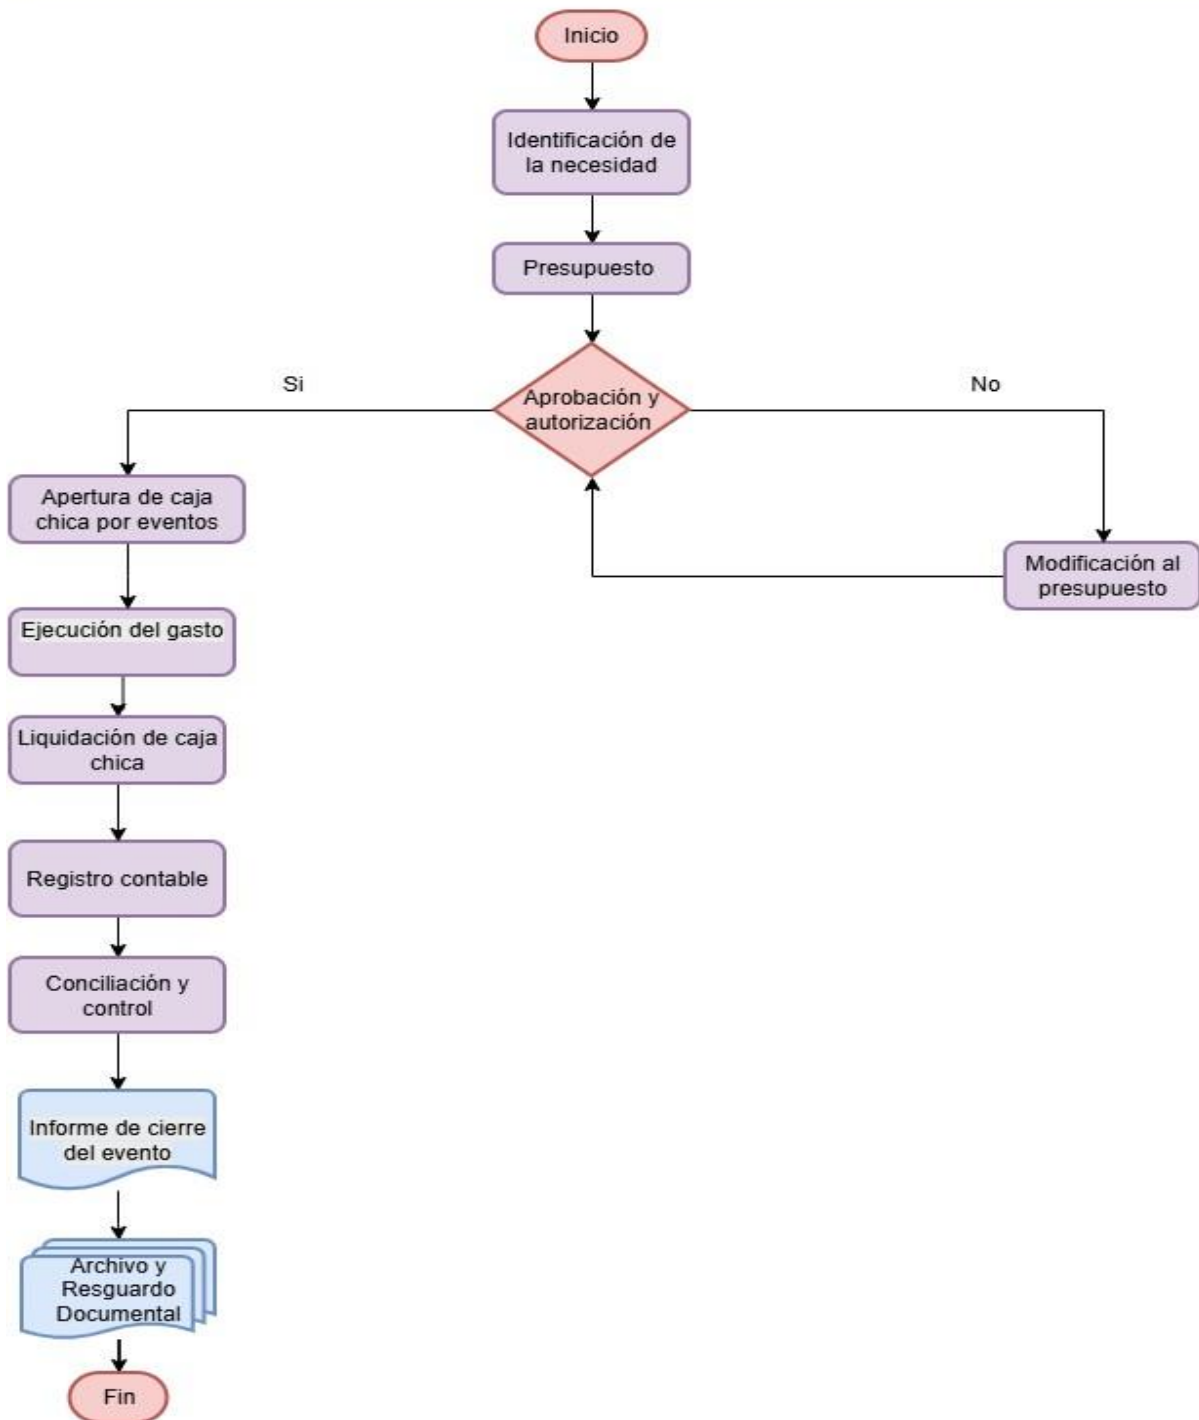 Inicio
Identificación de
la necesidad
Presupuesto
Si
Aprobación y
autorización
No
Apertura de caja
chica por eventos
Modificación al
presupuesto
Ejecución del gasto
Liquidación de caja
chica
Registro contable
Conciliación y
control
Informe de cierre
del evento
Archivo y
Resguardo
Documental
Fin